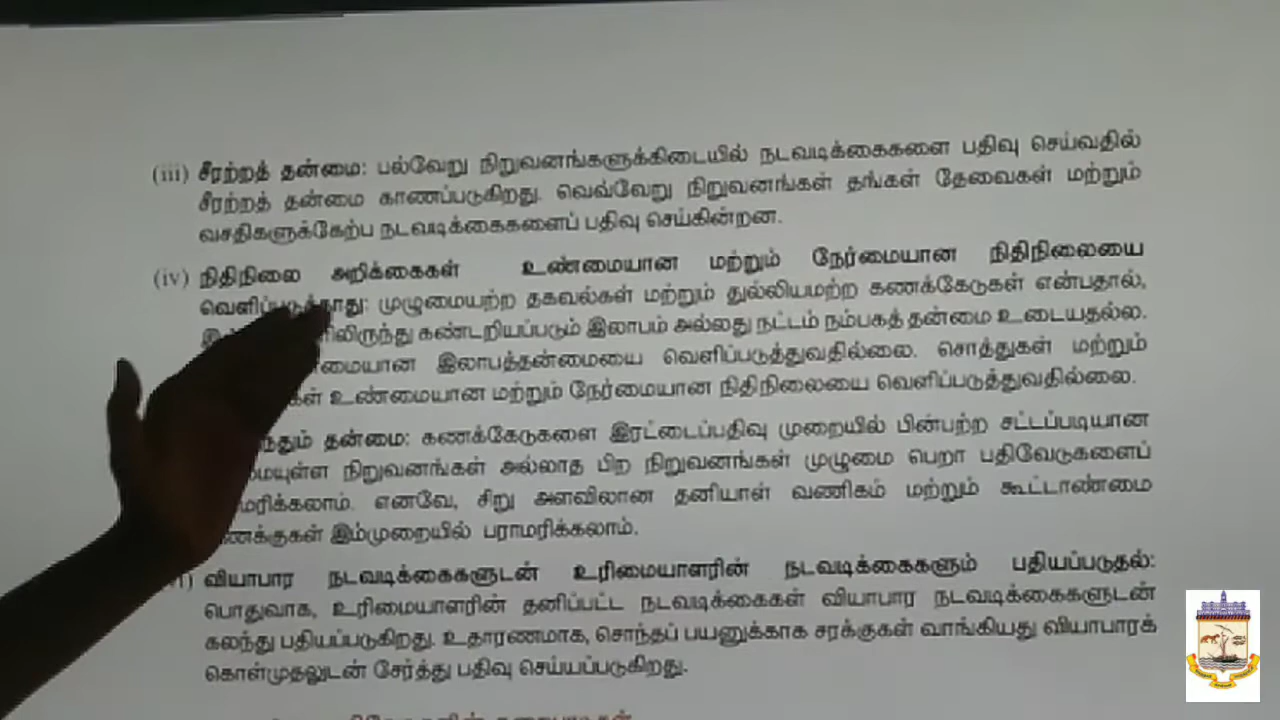 (iii) சீரற்றத் தன்மை: பல்வேறு நிறுவனங்களுக்கிடையில் நடவடிக்கைகளை பதிவு செய்வதில்
சீரற்றத் தன்மை காணப்படுகிறது. வெவ்வேறு நிறுவனங்கள் தங்கள் தேவைகள் மற்றும்
வசதிகளுக்கேற்ப நடவடிக்கைகளைப் பதிவு செய்கின்றன.
(iv) நிதிநிலை அறிக்கைகள் உண்மையான மற்றும் நேர்மையான நிதிநிலையை
வெளிப்படுத்தாது: முழுமையற்ற தகவல்கள் மற்றும் துல்லியமற்ற கணக்கேடுகள் என்பதால்,
கண்டறியப்படும் இலாபம் அல்லது நட்டம் நம்பகத் தன்மை உடையதல்ல.
இலாபத்தன்மையை வெளிப்படுத்துவதில்லை. சொத்துகள் மற்றும்
உண்மையான மற்றும் நேர்மையான நிதிநிலையை வெளிப்படுத்துவதில்லை.
தன்மை: கணக்கேடுகளை இரட்டைப்பதிவு முறையில் பின்பற்ற சட்டப்படியான
நிறுவனங்கள் அல்லாத பிற நிறுவனங்கள் முழுமை பெறா பதிவேடுகளைப்
எனவே, சிறு அளவிலான தனியாள் வணிகம் மற்றும் கூட்டாண்மை
இம்முறையில் பராமரிக்கலாம்.
வியாபார நடவடிக்கைகளுடன் உரிமையாளரின் நடவடிக்கைகளும் பதியப்படுதல்:
பொதுவாக, உரிமையாளரின் தனிப்பட்ட நடவடிக்கைகள் வியாபார நடவடிக்கைகளுடன்
கலந்து பதியப்படுகிறது. உதாரணமாக, சொந்தப் பயனுக்காக சரக்குகள் வாங்கியது வியாபாரக்
கொள்முதலுடன் சேர்த்து பதிவு செய்யப்படுகிறது.